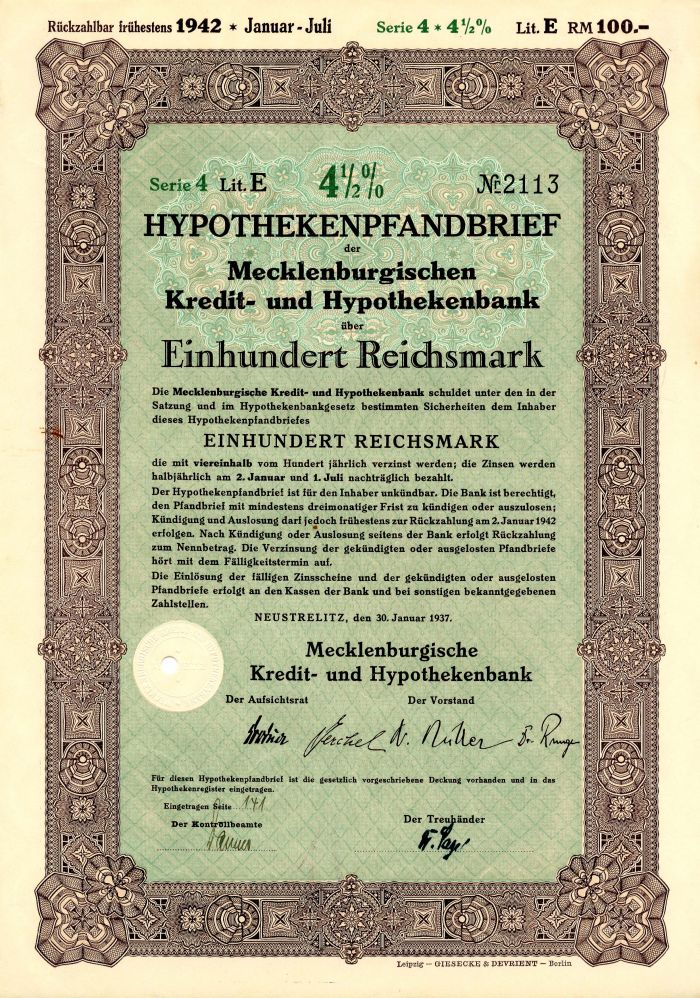 Rückzahlbar frühestens 1942 * Januar-Juli Serie 4 * 4½% Lit. E RM 100.–
Serie 4 Lit. E 4½% № 2113
HYPOTHEKENPFANDBRIEF
der
Mecklenburgischen
Kredit- und Hypothekenbank
über
Einhundert Reichsmark
Die Mecklenburgische Kredit- und Hypothekenbank schuldet unter den in der
Satzung und im Hypothekenbankgesetz bestimmten Sicherheiten dem Inhaber
dieses Hypothekenpfandbriefes
EINHUNDERT REICHSMARK
die mit viereinhalb vom Hundert jährlich verzinst werden; die Zinsen werden
halbjährlich am 2. Januar und 1. Juli nachträglich bezahlt.
Der Hypothekenpfandbrief ist für den Inhaber unkündbar. Die Bank ist berechtigt,
den Pfandbrief mit mindestens dreimonatiger Frist zu kündigen oder auszulosen;
Kündigung und Auslosung darf jedoch frühestens zur Rückzahlung am 2. Januar 1942
erfolgen. Nach Kündigung oder Auslosung seitens der Bank erfolgt Rückzahlung
zum Nennbetrag. Die Verzinsung der gekündigten oder ausgelosten Pfandbriefe
hört mit dem Fälligkeitstermin auf.
Die Einlösung der fälligen Zinsscheine und der gekündigten oder ausgelosten
Pfandbriefe erfolgt an den Kassen der Bank und bei sonstigen bekanntgegebenen
Zahlstellen.
NEUSTRELITZ, den 30. Januar 1937.
Mecklenburgische
Kredit- und Hypothekenbank
Der Aufsichtsrat Der Vorstand
Müller Dr. Runge
Für diesen Hypothekenpfandbrief ist die gesetzlich vorgeschriebene Deckung vorhanden und in das
Hypothekenregister eingetragen.
Eingetragen Seite 141
Der Kontrollbeamte
Der Treuhänder
Leipzig – GIESECKE & DEVRIENT – Berlin